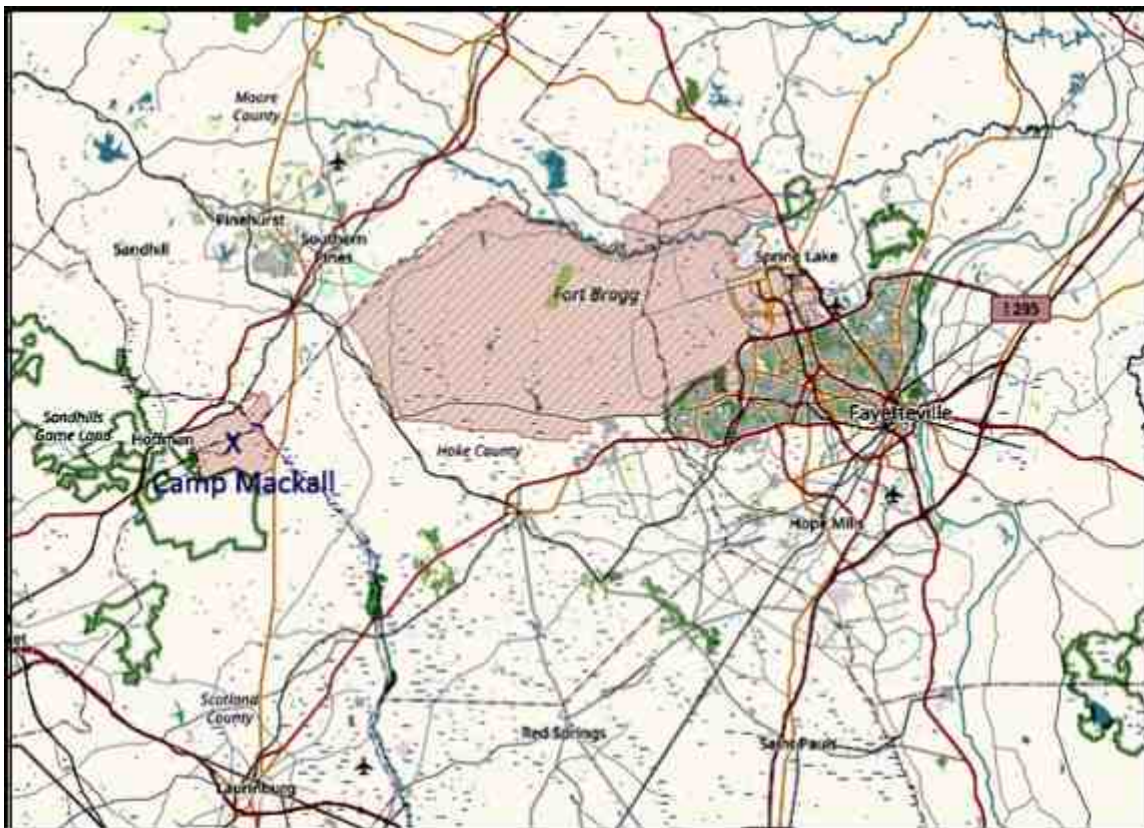 Moore
County
Pinehurst
Southern
Pines
Sandhill
Spring Lake
Fort Bragg
I 295
Sandhills
Game Land
Hoffman
X
Camp Mackall
Fayetteville
Hoke County
Hope Mills
Scotland
County
Red Springs
Saint Pauls
Laurinburg